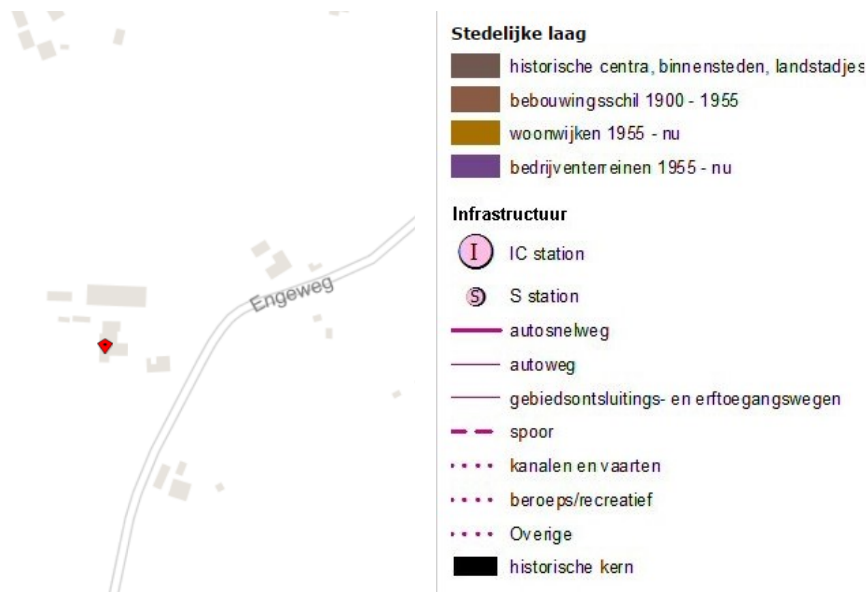 Engeweg
Stedelijke laag
historische centra, binnensteden, landstadjes
bebouwingsschil 1900 - 1955
woonwijken 1955 - nu
bedrijventerreinen 1955 - nu
Infrastructuur
I IC station
S S station
autosnelweg
autoweg
gebiedsontsluitings- en erftoegangswegen
spoor
kanalen en vaarten
beroeps/recreatief
Overige
historische kern